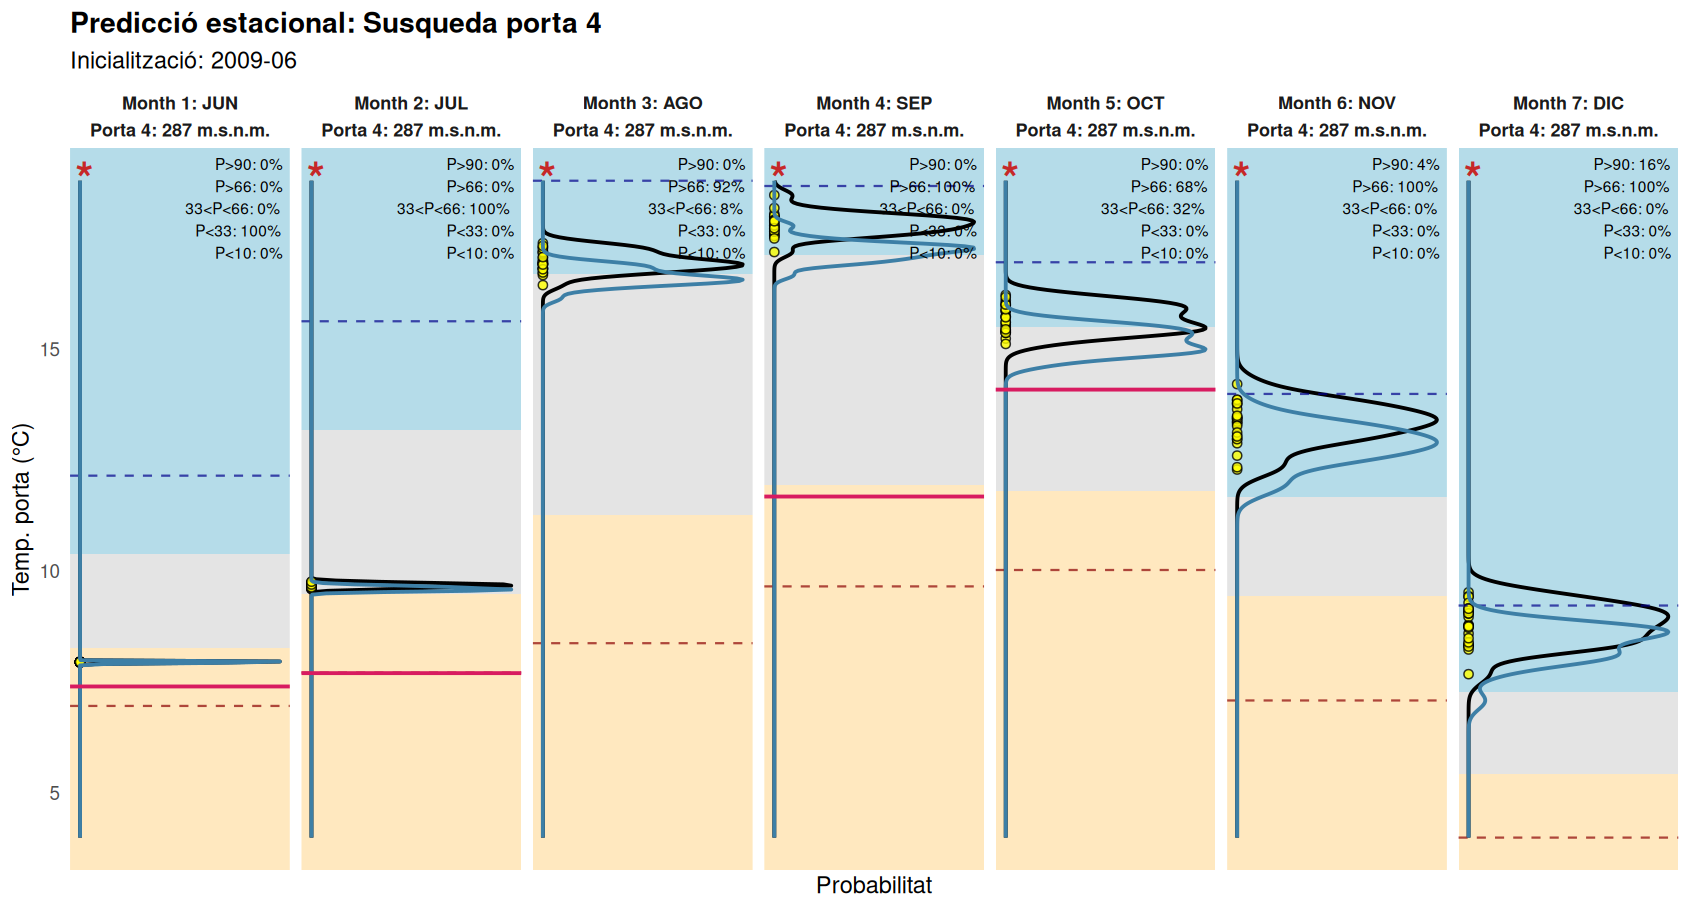 Predicció estacional: Susqueda porta 4
Inicialització: 2009-06
Month 1: JUN
Porta 4: 287 m.s.n.m.
Month 2: JUL
Porta 4: 287 m.s.n.m.
Month 3: AGO
Porta 4: 287 m.s.n.m.
Month 4: SEP
Porta 4: 287 m.s.n.m.
Month 5: OCT
Porta 4: 287 m.s.n.m.
Month 6: NOV
Porta 4: 287 m.s.n.m.
Month 7: DIC
Porta 4: 287 m.s.n.m.
*
P>90: 0%
P>66: 0%
33<P<66: 0%
P<33: 100%
P<10: 0%
*
P>90: 0%
P>66: 0%
33<P<66: 100%
P<33: 0%
P<10: 0%
*
P>90: 0%
P>66: 92%
33<P<66: 8%
P<33: 0%
P<10: 0%
*
P>90: 0%
P>66: 100%
33<P<66: 0%
P<33: 0%
P<10: 0%
*
P>90: 0%
P>66: 68%
33<P<66: 32%
P<33: 0%
P<10: 0%
*
P>90: 4%
P>66: 100%
33<P<66: 0%
P<33: 0%
P<10: 0%
*
P>90: 16%
P>66: 100%
33<P<66: 0%
P<33: 0%
P<10: 0%
15
10
5
Temp. porta (°C)
Probabilitat